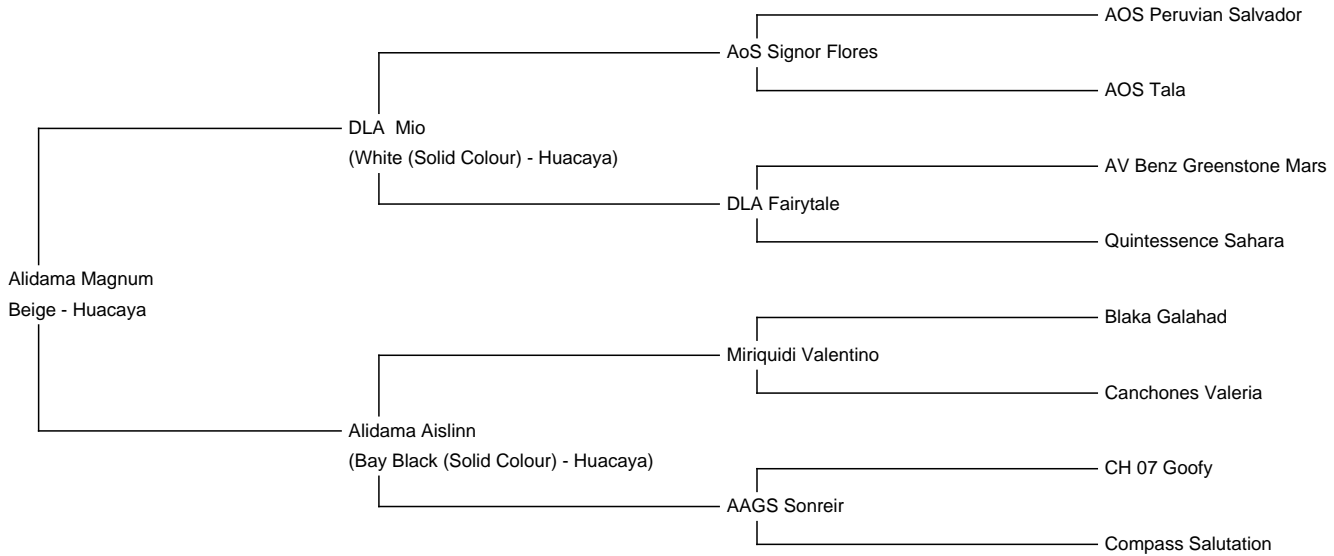 AOS Peruvian Salvador
AoS Signor Flores
AOS Tala
DLA  Mio
(White (Solid Colour) - Huacaya)
AV Benz Greenstone Mars
DLA Fairytale
Quintessence Sahara
Alidama Magnum
Beige - Huacaya
Blaka Galahad
Miriquidi Valentino
Canchones Valeria
Alidama Aislinn
(Bay Black (Solid Colour) - Huacaya)
CH 07 Goofy
AAGS Sonreir
Compass Salutation